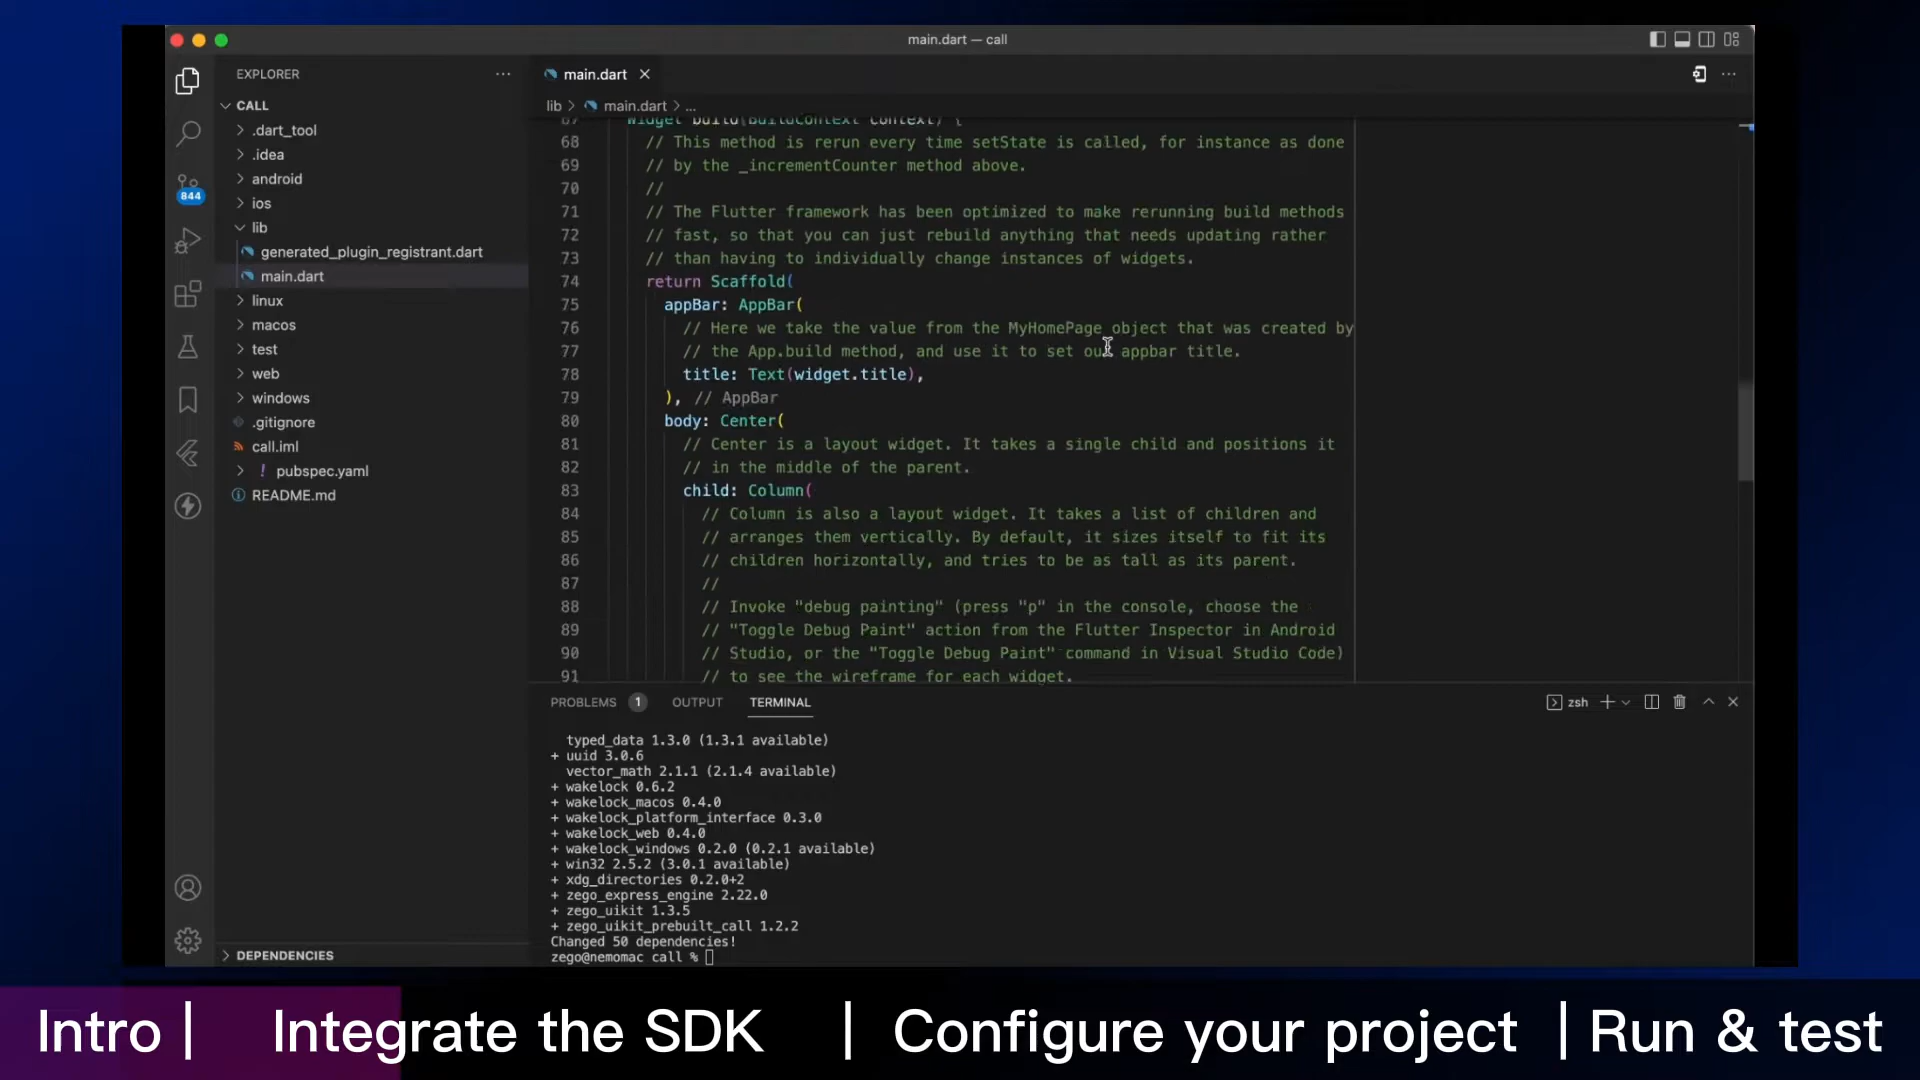 main.dart — call
EXPLORER
CALL
.dart_tool
.idea
android
ios
lib
generated_plugin_registrant.dart
main.dart
linux
macos
test
web
windows
.gitignore
call.iml
! pubspec.yaml
README.md
DEPENDENCIES
844
main.dart
lib > main.dart > ...
67 Widget build(BuildContext context) {
68 // This method is rerun every time setState is called, for instance as done
69 // by the _incrementCounter method above.
70 //
71 // The Flutter framework has been optimized to make rerunning build methods
72 // fast, so that you can just rebuild anything that needs updating rather
73 // than having to individually change instances of widgets.
74 return Scaffold(
75 appBar: AppBar(
76 // Here we take the value from the MyHomePage object that was created by
77 // the App.build method, and use it to set our appbar title.
78 title: Text(widget.title),
79 ), // AppBar
80 body: Center(
81 // Center is a layout widget. It takes a single child and positions it
82 // in the middle of the parent.
83 child: Column(
84 // Column is also a layout widget. It takes a list of children and
85 // arranges them vertically. By default, it sizes itself to fit its
86 // children horizontally, and tries to be as tall as its parent.
87 //
88 // Invoke "debug painting" (press "p" in the console, choose the
89 // "Toggle Debug Paint" action from the Flutter Inspector in Android
90 // Studio, or the "Toggle Debug Paint" command in Visual Studio Code)
91 // to see the wireframe for each widget.
PROBLEMS 1 OUTPUT TERMINAL
zsh
typed_data 1.3.0 (1.3.1 available)
+ uuid 3.0.6
vector_math 2.1.1 (2.1.4 available)
+ wakelock 0.6.2
+ wakelock_macos 0.4.0
+ wakelock_platform_interface 0.3.0
+ wakelock_web 0.4.0
+ wakelock_windows 0.2.0 (0.2.1 available)
+ win32 2.5.2 (3.0.1 available)
+ xdg_directories 0.2.0+2
+ zego_express_engine 2.22.0
+ zego_uikit 1.3.5
+ zego_uikit_prebuilt_call 1.2.2
Changed 50 dependencies!
zego@nemomac call %
Intro | Integrate the SDK | Configure your project | Run & test